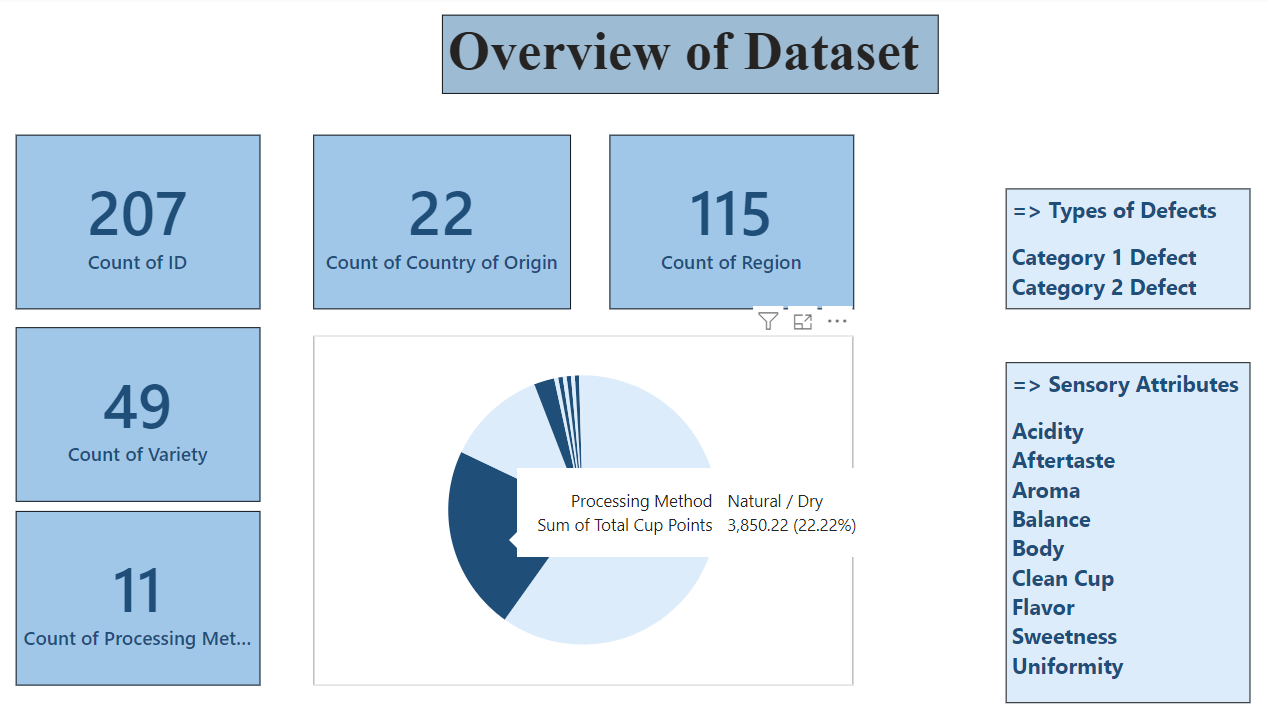 Overview of Dataset
207
Count of ID
22
Count of Country of Origin
115
Count of Region
49
Count of Variety
11
Count of Processing Met...
Processing Method Natural / Dry
Sum of Total Cup Points 3,850.22 (22.22%)
=> Types of Defects
Category 1 Defect
Category 2 Defect
=> Sensory Attributes
Acidity
Aftertaste
Aroma
Balance
Body
Clean Cup
Flavor
Sweetness
Uniformity